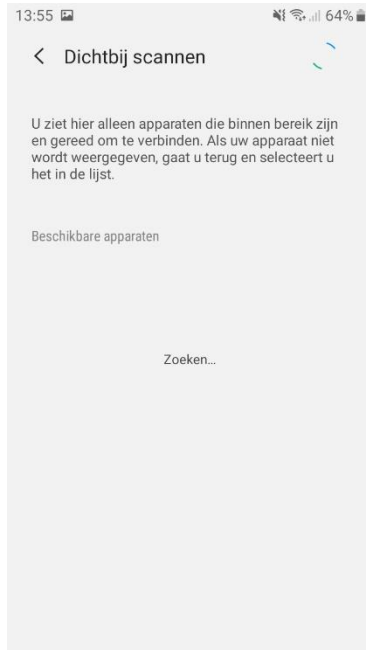 13:55 64%
Dichtbij scannen
U ziet hier alleen apparaten die binnen bereik zijn
en gereed om te verbinden. Als uw apparaat niet
wordt weergegeven, gaat u terug en selecteert u
het in de lijst.
Beschikbare apparaten
Zoeken...